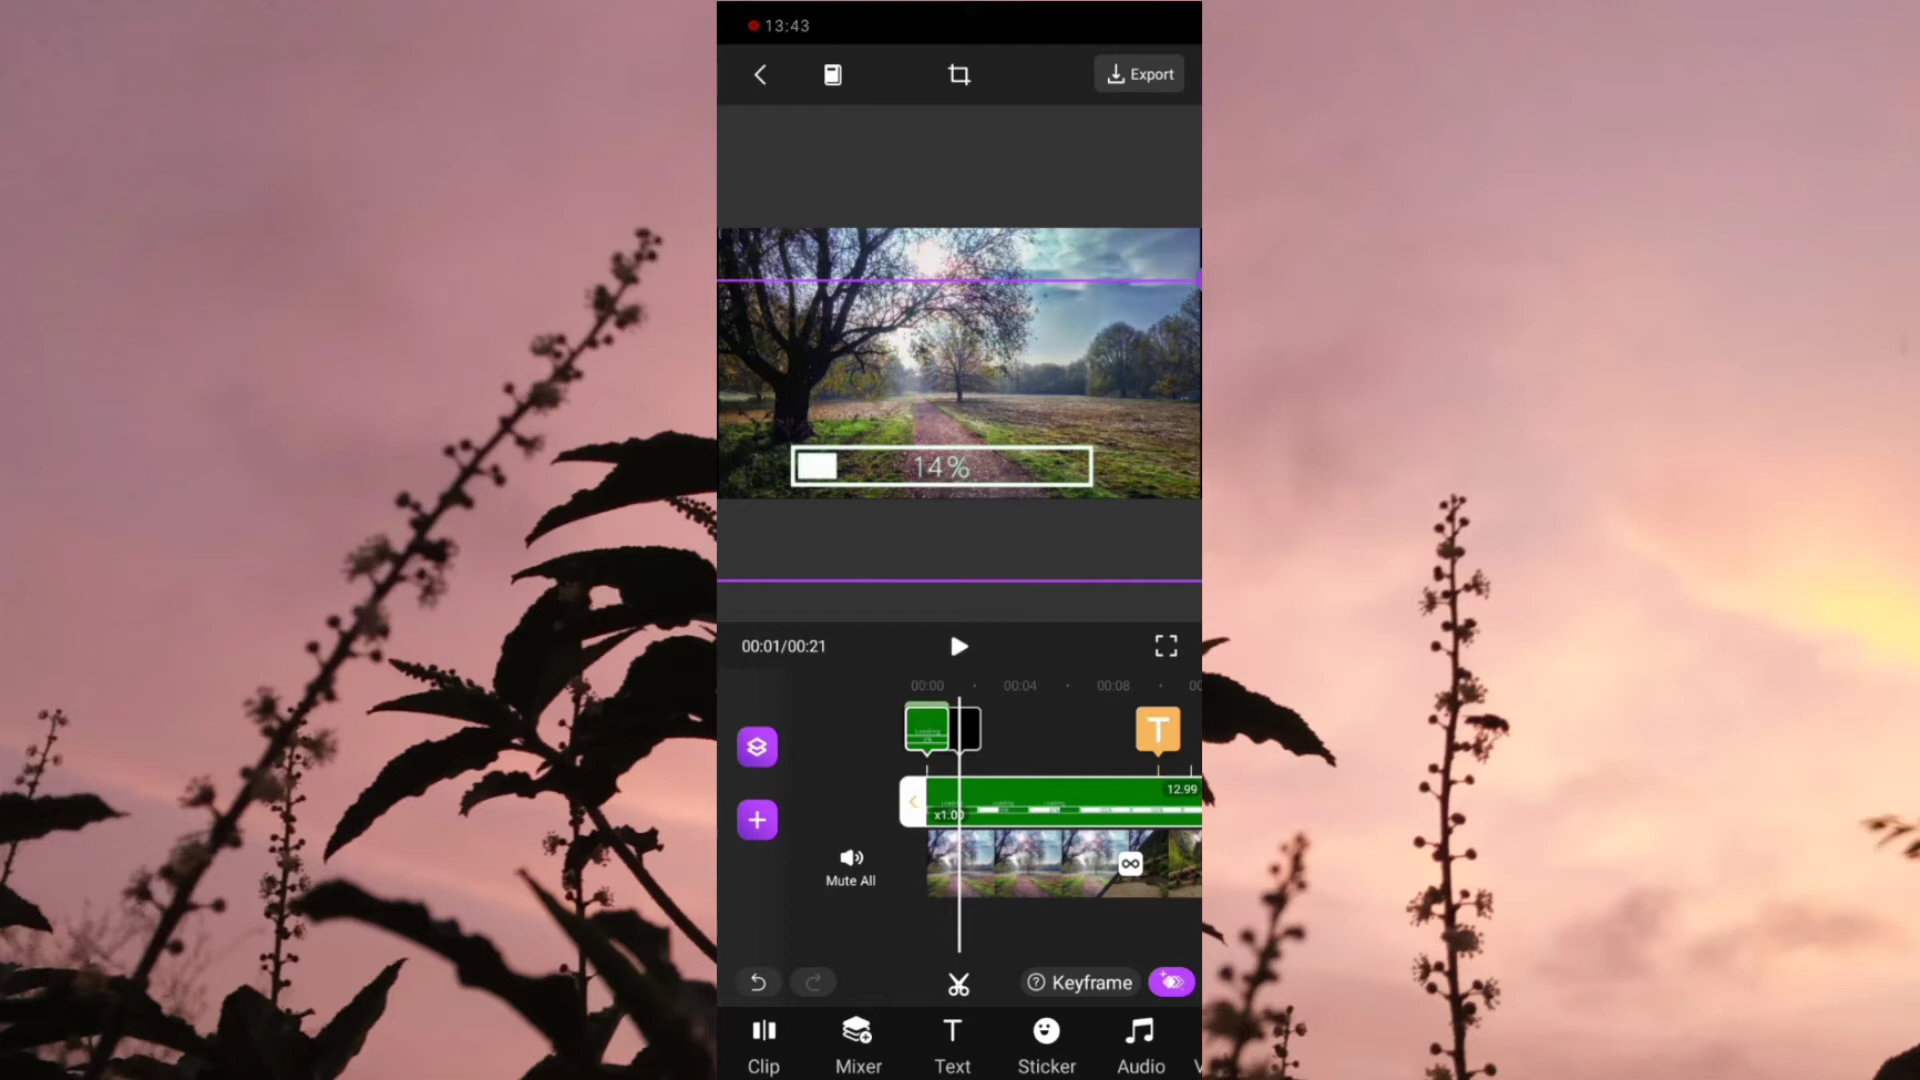 13:43
Export
14%
00:01/00:21
00:00 00:04 00:08
T
12.99
x1.00
Mute All
Keyframe
Clip Mixer Text Sticker Audio